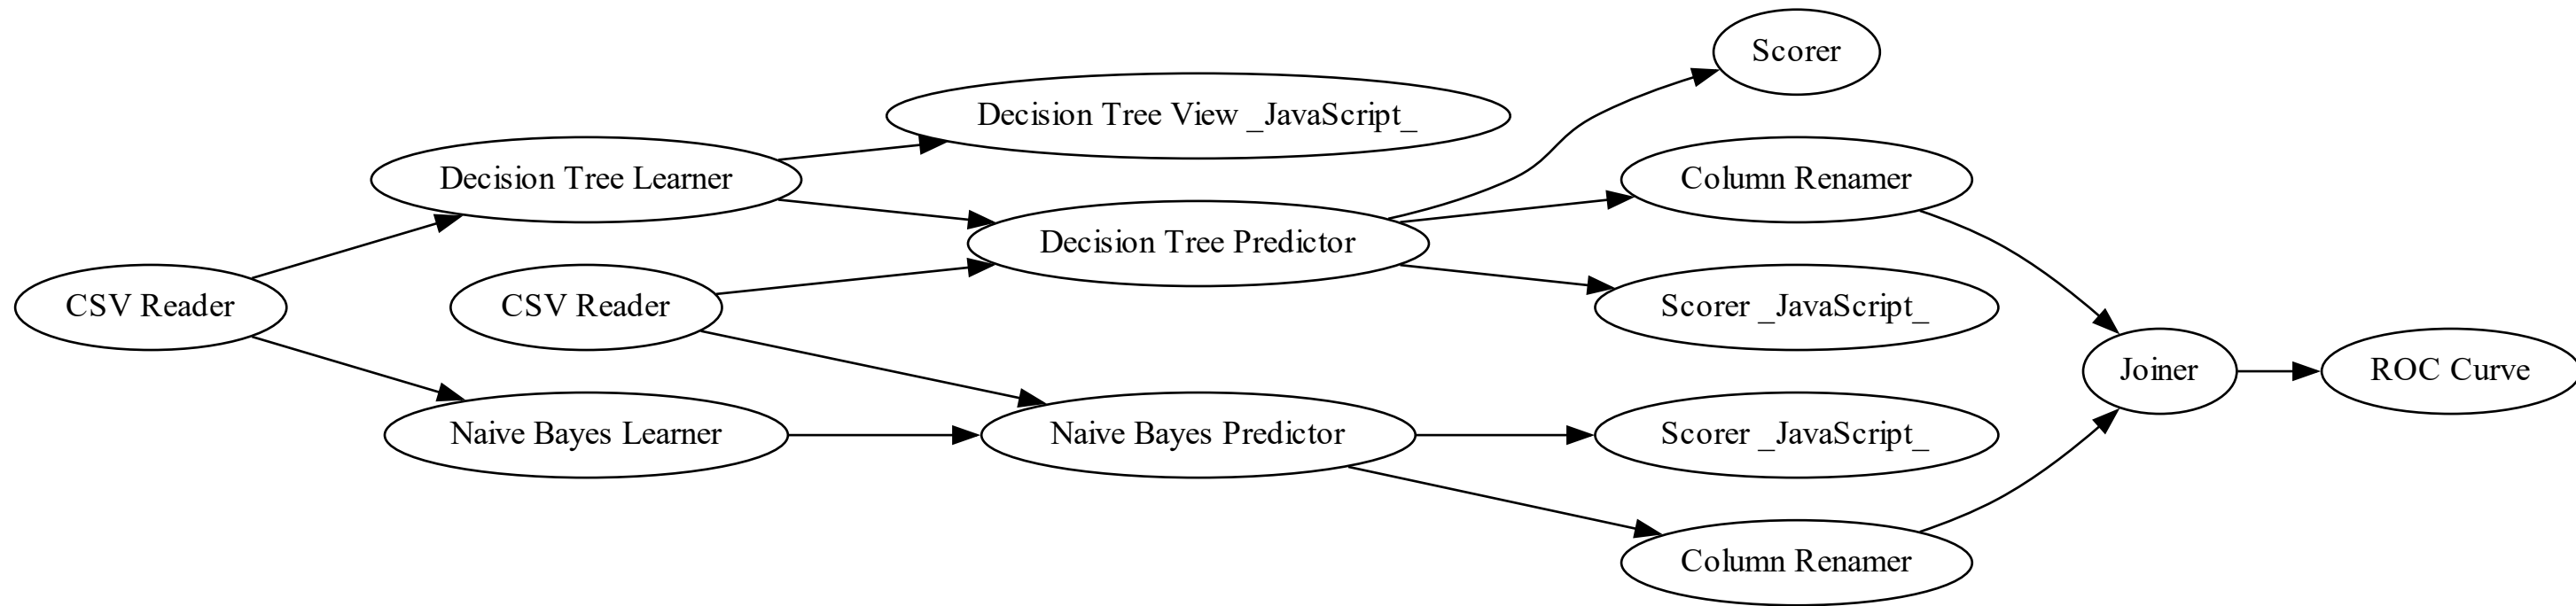 Scorer
Decision Tree View _JavaScript_
Decision Tree Learner
Column Renamer
Decision Tree Predictor
CSV Reader
CSV Reader
Scorer _JavaScript_
Joiner
ROC Curve
Naive Bayes Learner
Naive Bayes Predictor
Scorer _JavaScript_
Column Renamer